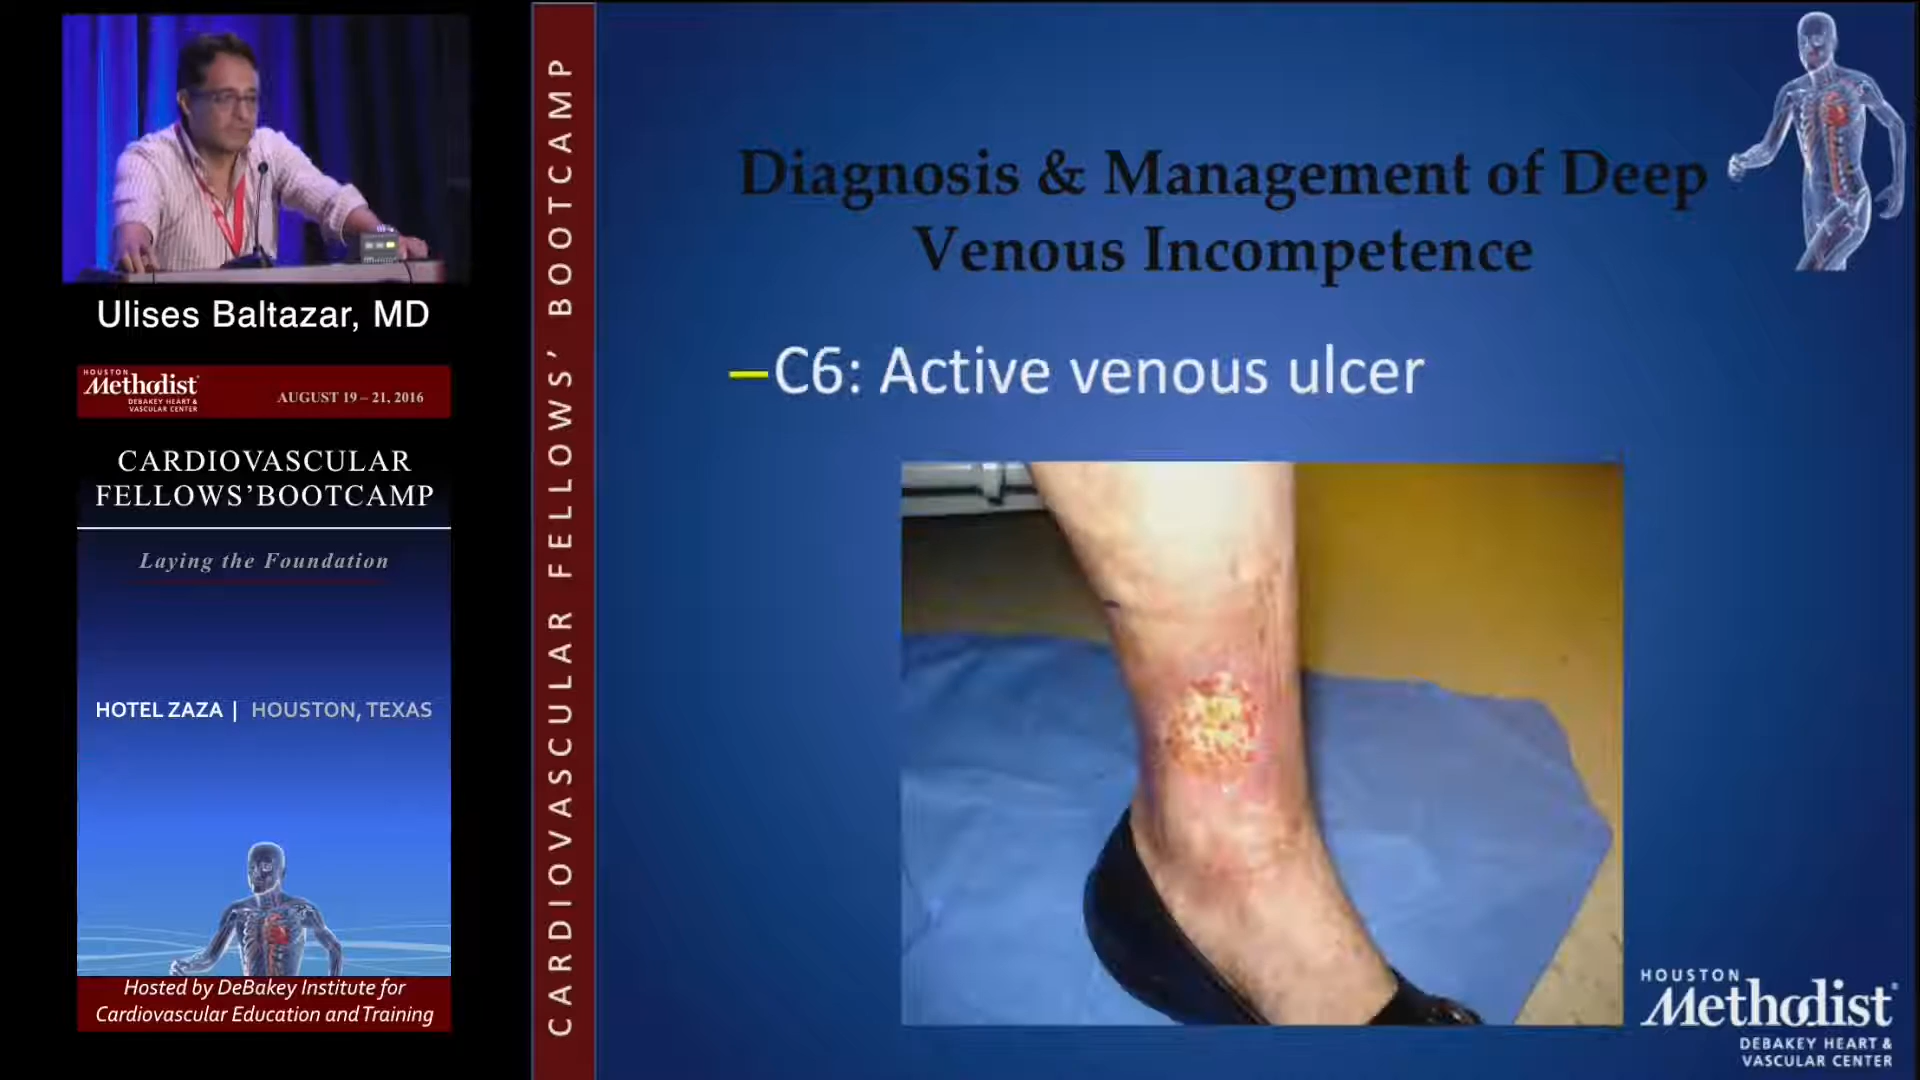 Ulises Baltazar, MD
HOUSTON
Methodist
DEBAKEY HEART &
VASCULAR CENTER
AUGUST 19 – 21, 2016
CARDIOVASCULAR
FELLOWS’BOOTCAMP
Laying the Foundation
HOTEL ZAZA | HOUSTON, TEXAS
Hosted by DeBakey Institute for
Cardiovascular Education and Training
CARDIOVASCULAR FELLOWS’ BOOTCAMP
Diagnosis & Management of Deep
Venous Incompetence
–C6: Active venous ulcer
HOUSTON
Methodist
DEBAKEY HEART &
VASCULAR CENTER